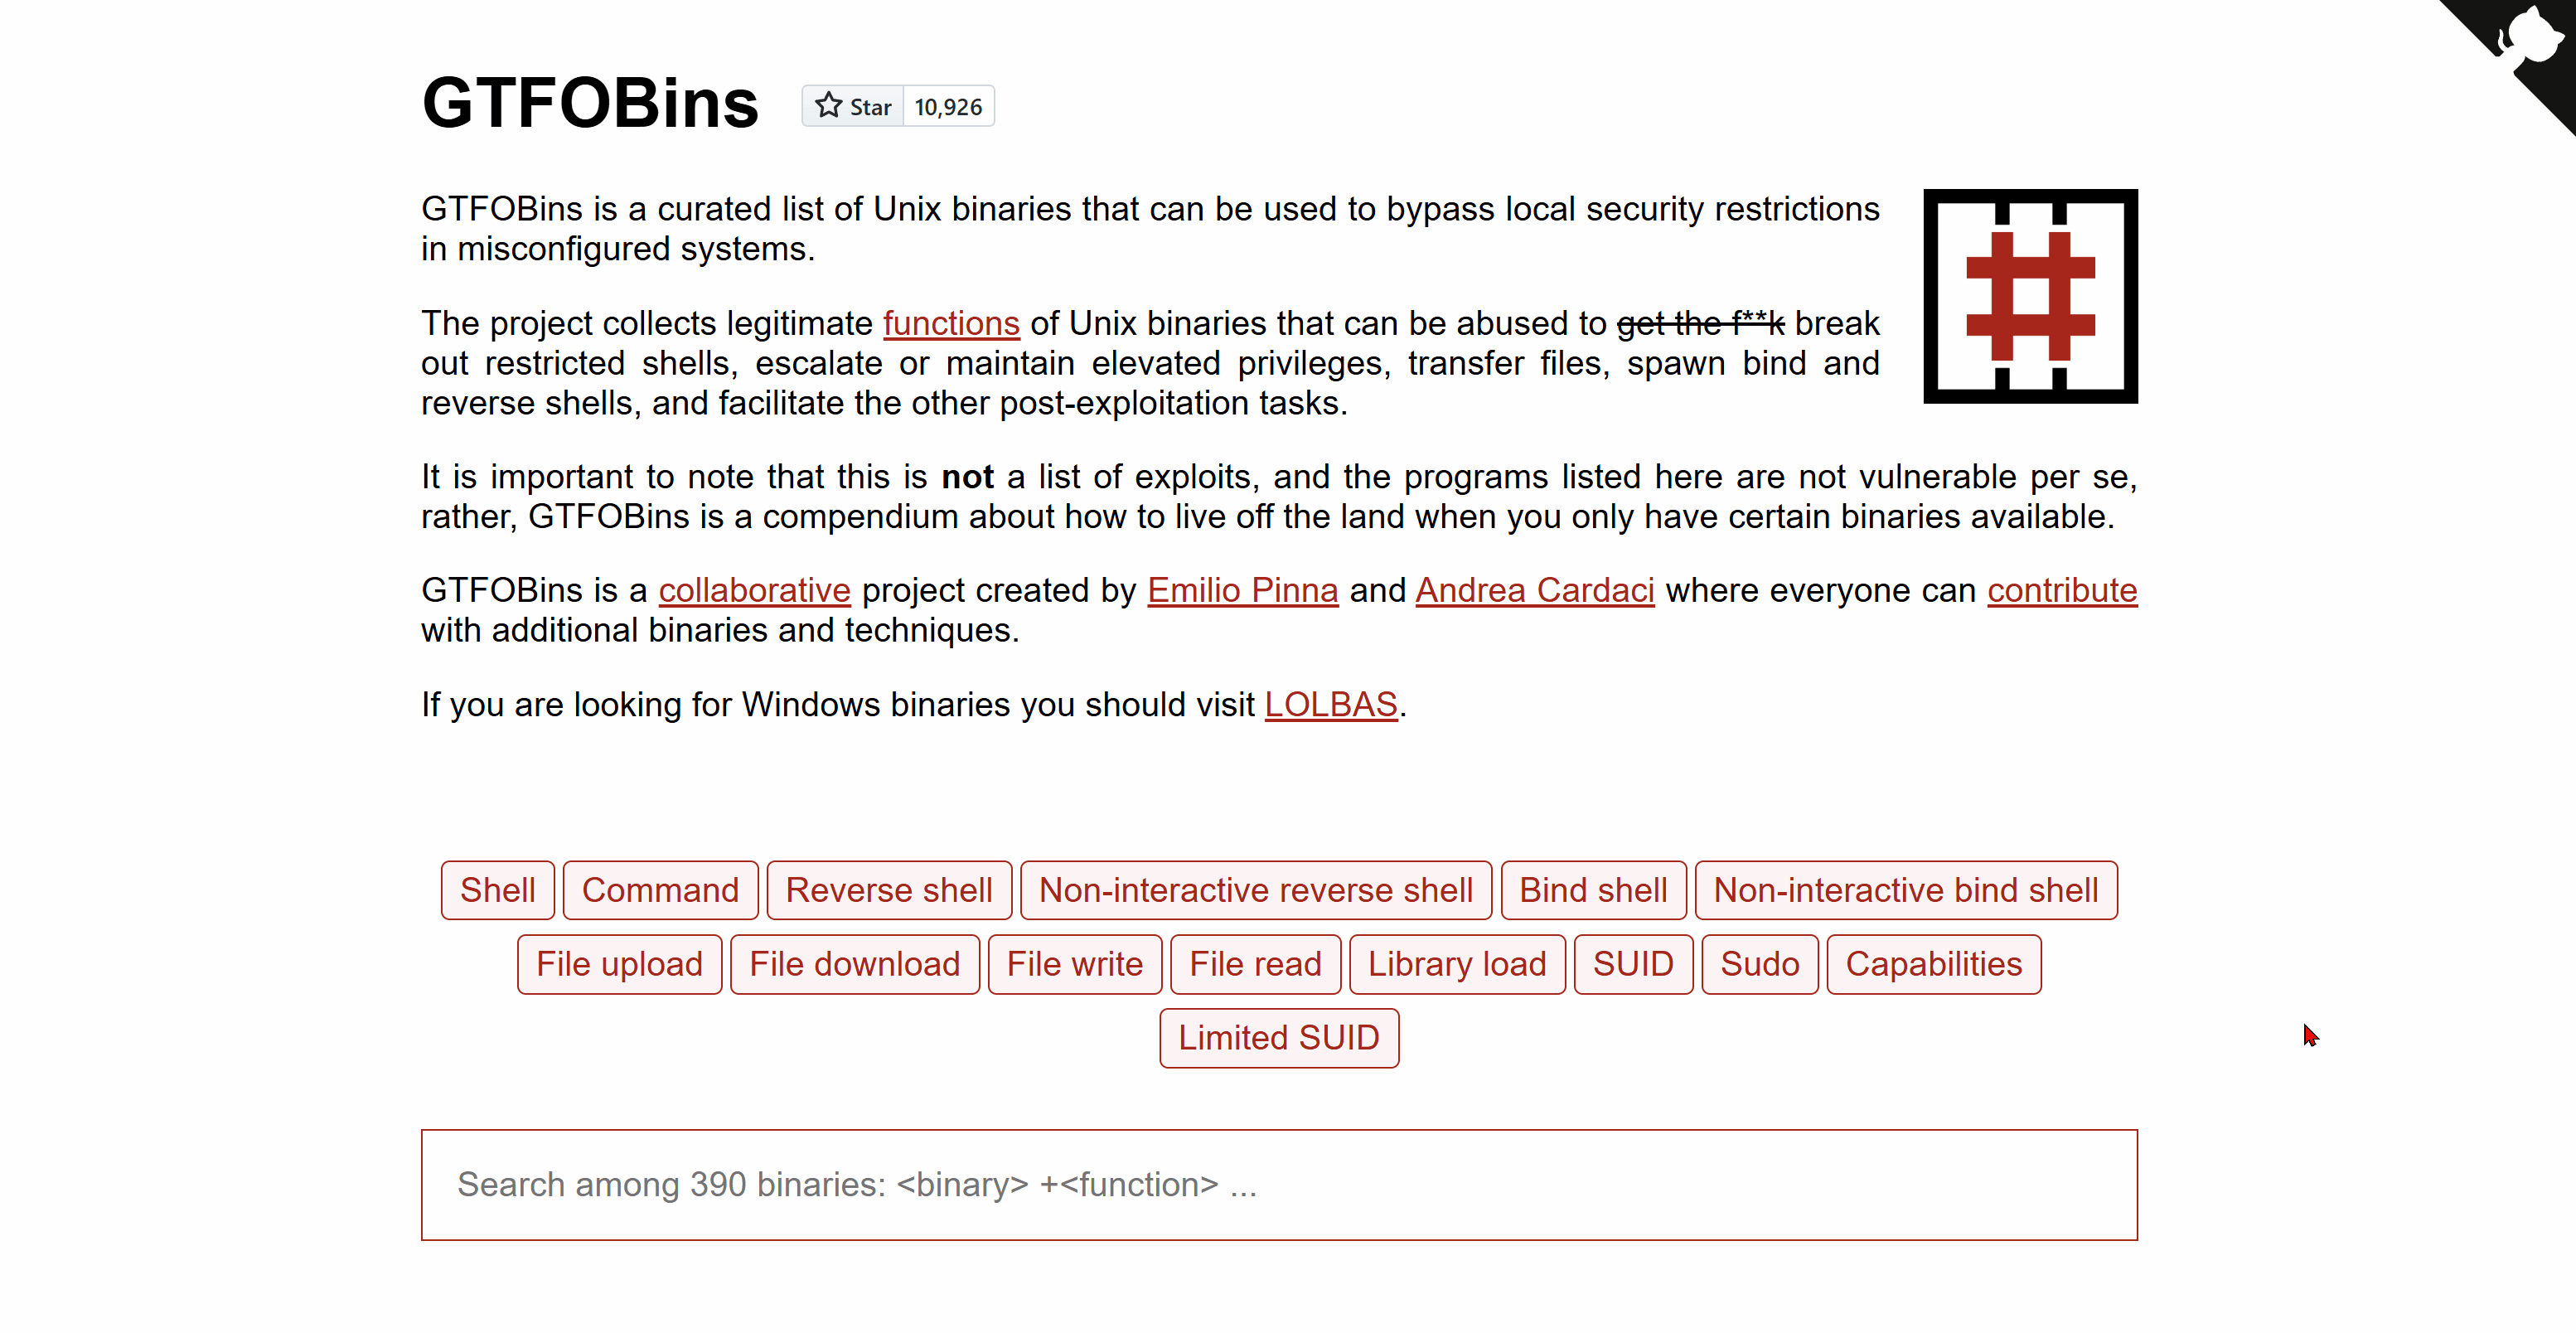 GTFOBins
Star 10,926
GTFOBins is a curated list of Unix binaries that can be used to bypass local security restrictions
in misconfigured systems.
The project collects legitimate functions of Unix binaries that can be abused to get the f**k break
out restricted shells, escalate or maintain elevated privileges, transfer files, spawn bind and
reverse shells, and facilitate the other post-exploitation tasks.
It is important to note that this is not a list of exploits, and the programs listed here are not vulnerable per se,
rather, GTFOBins is a compendium about how to live off the land when you only have certain binaries available.
GTFOBins is a collaborative project created by Emilio Pinna and Andrea Cardaci where everyone can contribute
with additional binaries and techniques.
If you are looking for Windows binaries you should visit LOLBAS.
Shell Command Reverse shell Non-interactive reverse shell Bind shell Non-interactive bind shell
File upload File download File write File read Library load SUID Sudo Capabilities
Limited SUID
Search among 390 binaries: <binary> +<function> ...